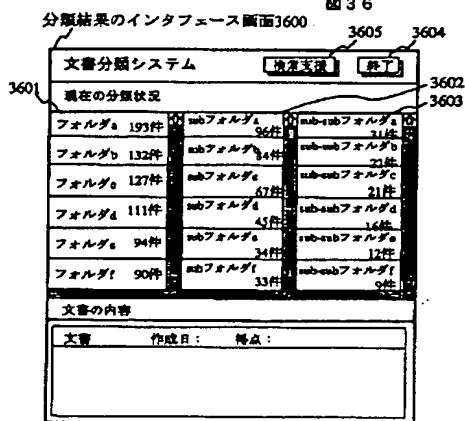 図36
分類結果のインタフェース画面3600
3605 3604
文書分類システム 検索支援 終了
3602
3601 現在の分類状況 3603
フォルダa 193件 subフォルダa 96件 sub-subフォルダa 31件
フォルダb 132件 subフォルダb 84件 sub-subフォルダb 22件
フォルダc 127件 subフォルダc 67件 sub-subフォルダc 21件
フォルダd 111件 subフォルダd 45件 sub-subフォルダd 16件
フォルダe 94件 subフォルダe 34件 sub-subフォルダe 12件
フォルダf 90件 subフォルダf 33件 sub-subフォルダf 9件
文書の内容
文書 作成日: 得点: